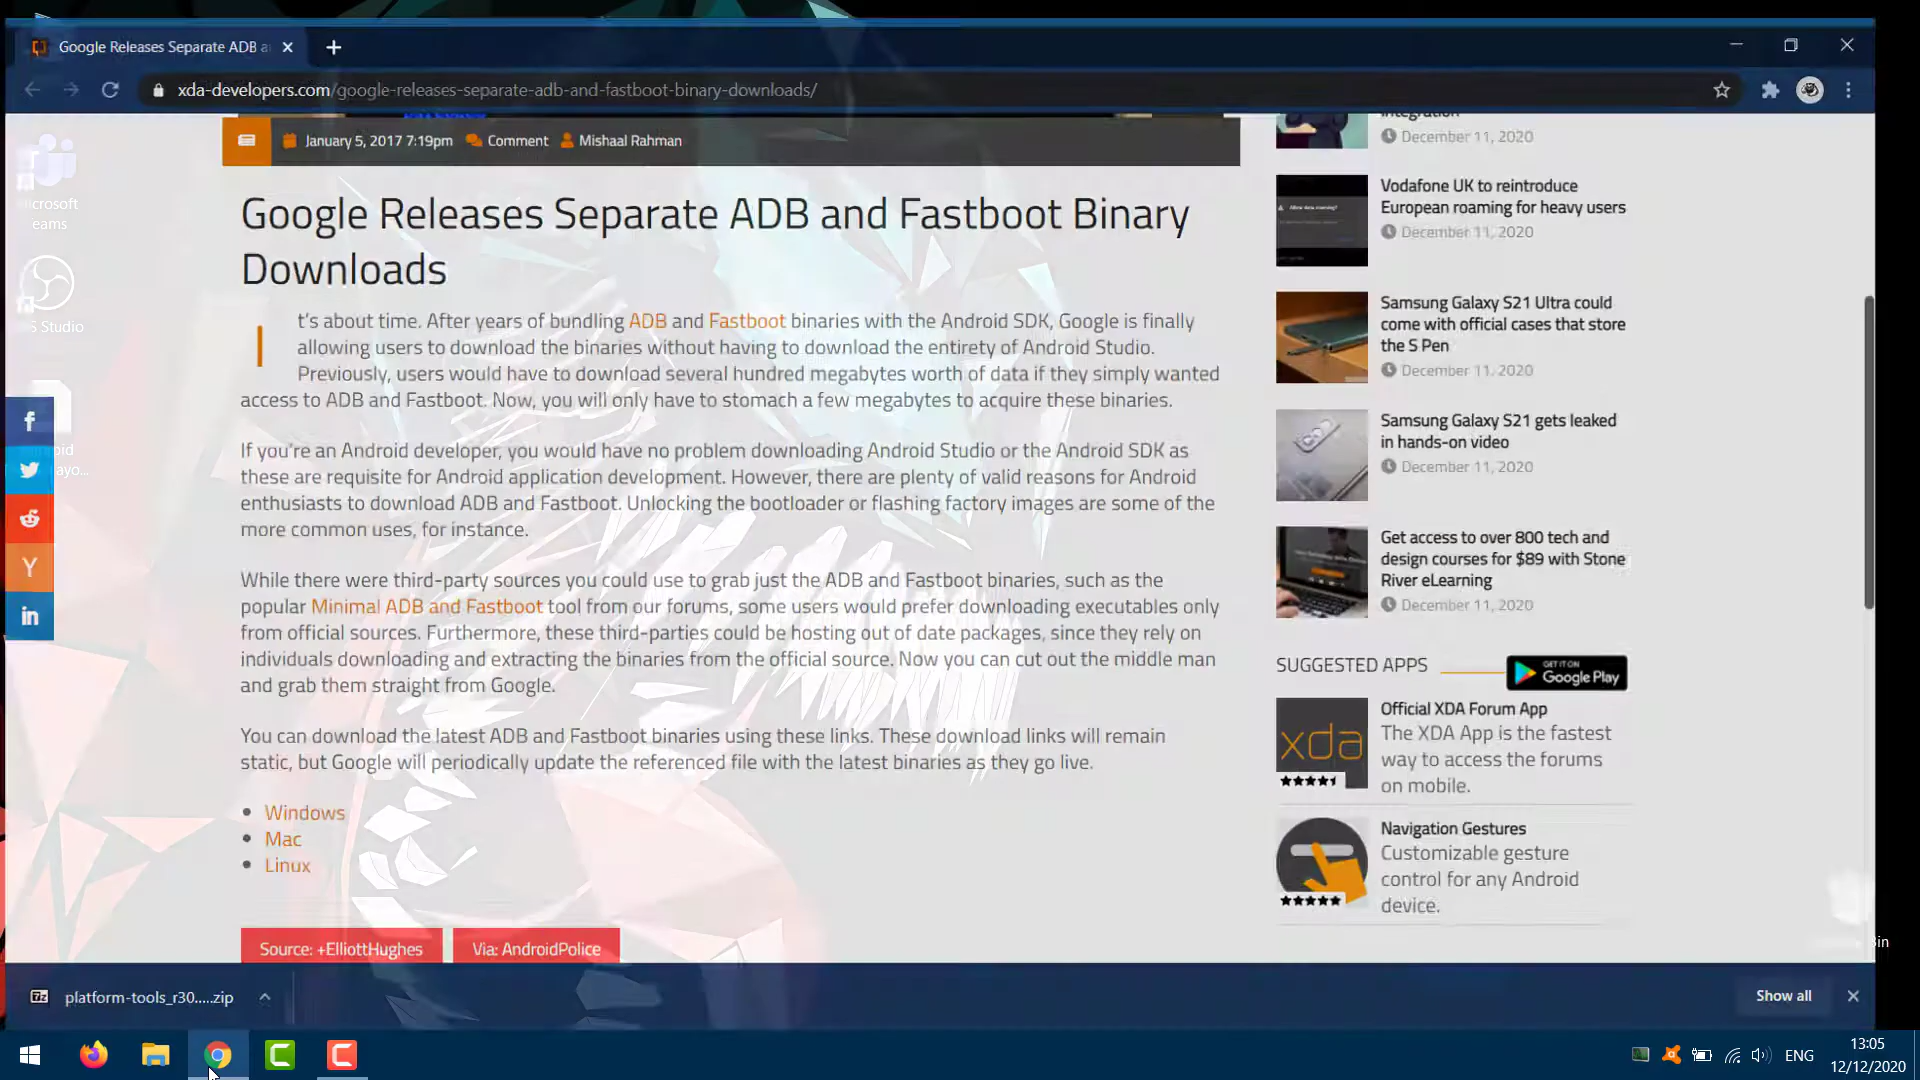 Google Releases Separate ADB a
xda-developers.com/google-releases-separate-adb-and-fastboot-binary-downloads/
January 5, 2017 7:19pm
Comment
Mishaal Rahman
Google Releases Separate ADB and Fastboot Binary
Downloads
It's about time. After years of bundling ADB and Fastboot binaries with the Android SDK, Google is finally
allowing users to download the binaries without having to download the entirety of Android Studio.
Previously, users would have to download several hundred megabytes worth of data if they simply wanted
access to ADB and Fastboot. Now, you will only have to stomach a few megabytes to acquire these binaries.
If you're an Android developer, you would have no problem downloading Android Studio or the Android SDK as
these are requisite for Android application development. However, there are plenty of valid reasons for Android
enthusiasts to download ADB and Fastboot. Unlocking the bootloader or flashing factory images are some of the
more common uses, for instance.
While there were third-party sources you could use to grab just the ADB and Fastboot binaries, such as the
popular Minimal ADB and Fastboot tool from our forums, some users would prefer downloading executables only
from official sources. Furthermore, these third-parties could be hosting out of date packages, since they rely on
individuals downloading and extracting the binaries from the official source. Now you can cut out the middle man
and grab them straight from Google.
You can download the latest ADB and Fastboot binaries using these links. These download links will remain
static, but Google will periodically update the referenced file with the latest binaries as they go live.
Windows
Mac
Linux
Source: +ElliottHughes
Via: AndroidPolice
integration
December 11, 2020
Vodafone UK to reintroduce
European roaming for heavy users
December 11, 2020
Samsung Galaxy S21 Ultra could
come with official cases that store
the S Pen
December 11, 2020
Samsung Galaxy S21 gets leaked
in hands-on video
December 11, 2020
Get access to over 800 tech and
design courses for $89 with Stone
River eLearning
December 11, 2020
SUGGESTED APPS
GET IT ON
Google Play
xda
Official XDA Forum App
The XDA App is the fastest
way to access the forums
on mobile.
Navigation Gestures
Customizable gesture
control for any Android
device.
crosoft
eams
S Studio
oid
ayo...
in
platform-tools_r30.....zip
Show all
ENG
13:05
12/12/2020